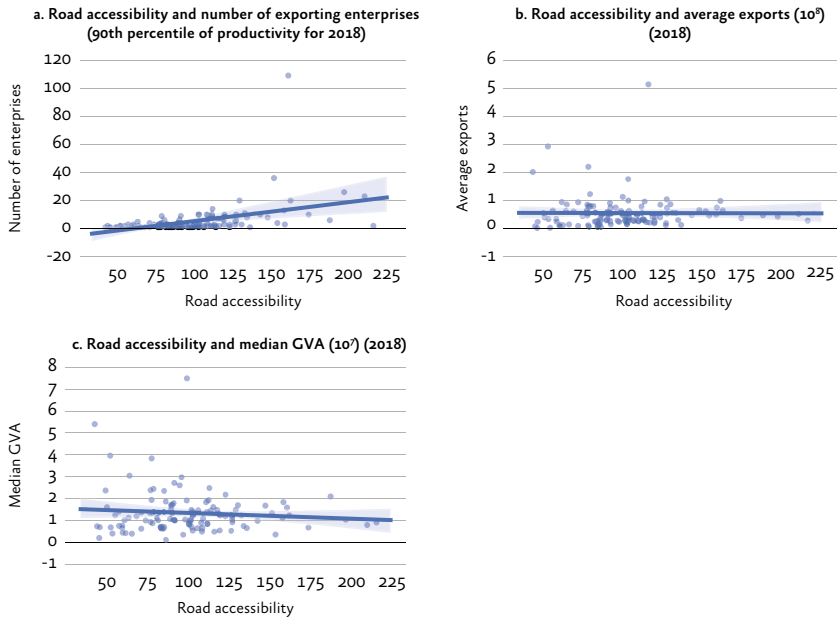 a. Road accessibility and number of exporting enterprises
(90th percentile of productivity for 2018)
120
100
80
60
40
20
0
-20
Number of enterprises
50 75 100 125 150 175 200 225
Road accessibility
b. Road accessibility and average exports (10⁸)
(2018)
6
5
4
3
2
1
0
-1
Average exports
50 75 100 125 150 175 200 225
Road accessibility
c. Road accessibility and median GVA (10⁷) (2018)
8
7
6
5
4
3
2
1
0
-1
Median GVA
50 75 100 125 150 175 200 225
Road accessibility